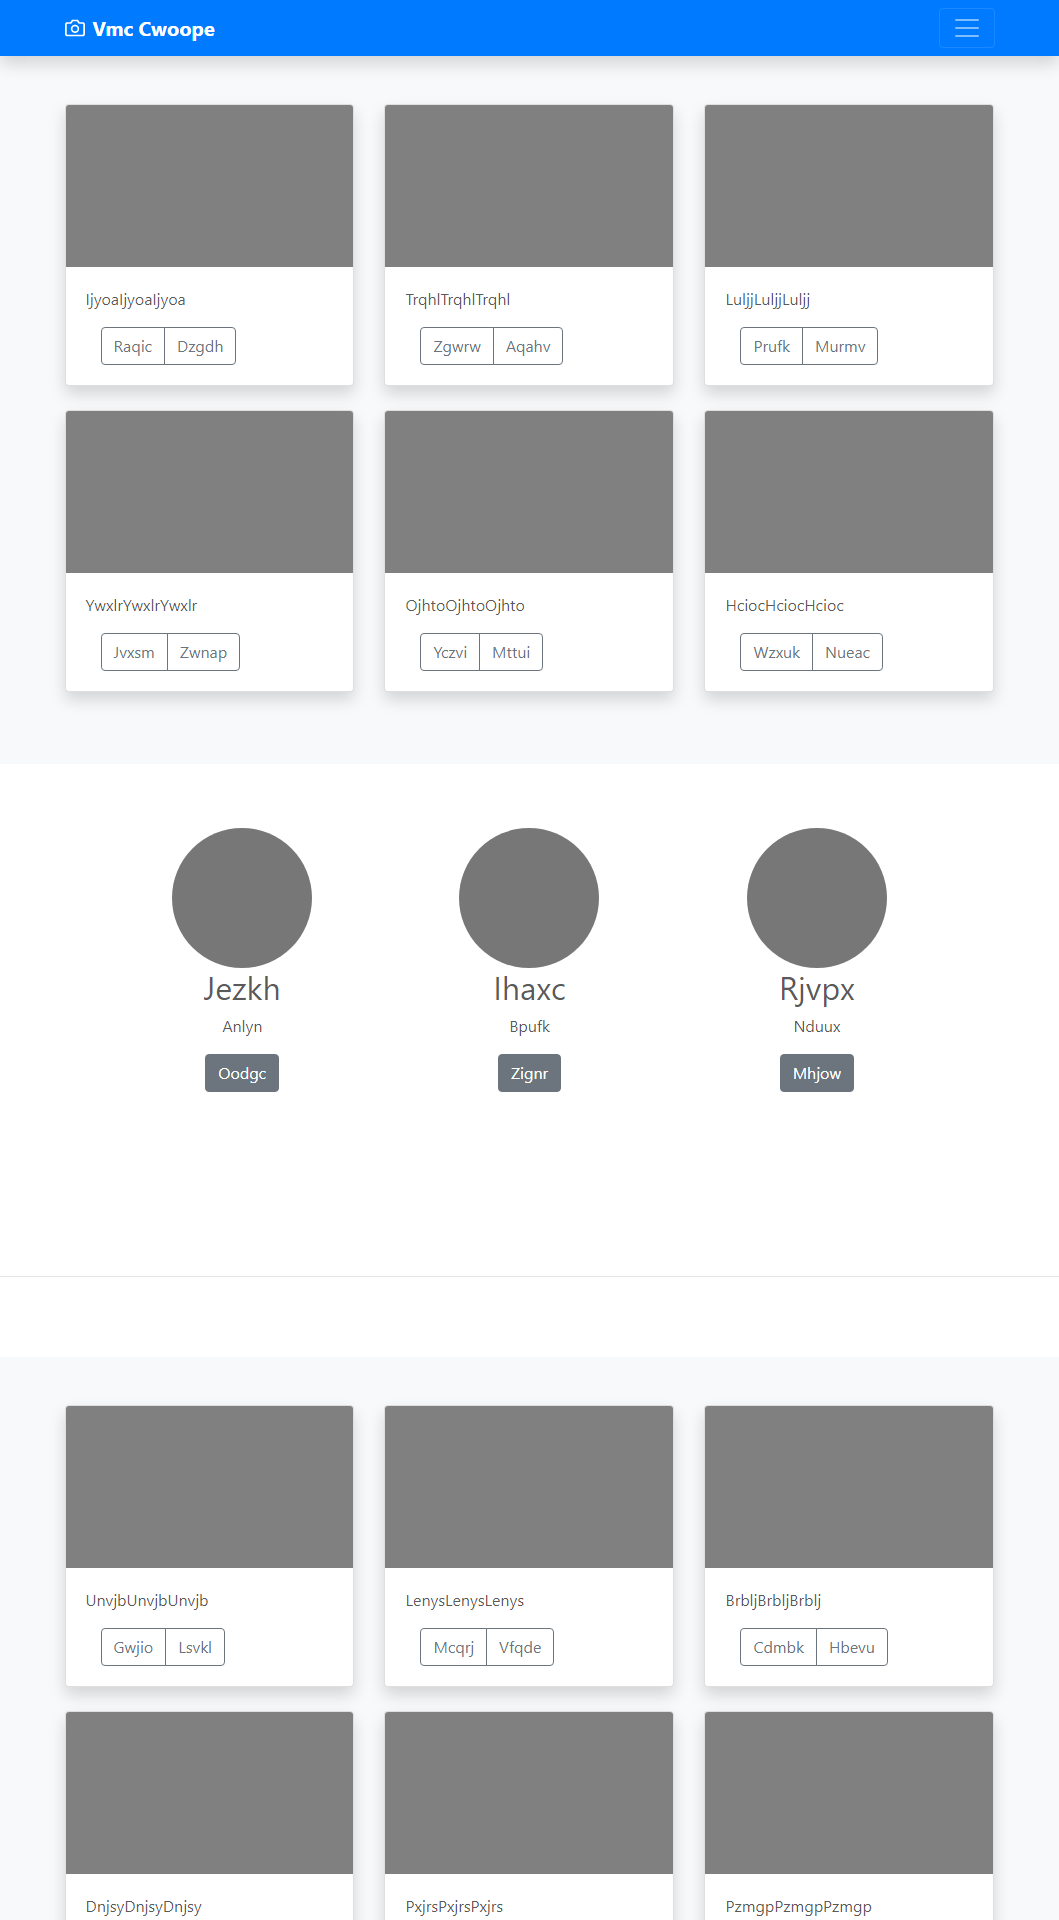 Vmc Cwoope
IjyoaIjyoaIjyoa
Raqic Dzgdh
TrqhlTrqhlTrqhl
Zgwrw Aqahv
LuljjLuljjLuljj
Prufk Murmv
YwxlrYwxlrYwxlr
Jvxsm Zwnap
OjhtoOjhtoOjhto
Yczvi Mttui
HciocHciocHcioc
Wzxuk Nueac
Jezkh
Anlyn
Oodgc
Ihaxc
Bpufk
Zignr
Rjvpx
Nduux
Mhjow
UnvjbUnvjbUnvjb
Gwjio Lsvkl
LenysLenysLenys
Mcqrj Vfqde
BrbljBrbljBrblj
Cdmbk Hbevu
DnjsyDnjsyDnjsy
PxjrsPxjrsPxjrs
PzmgpPzmgpPzmgp